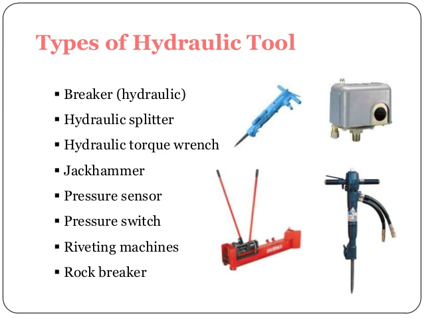 Types of Hydraulic Tool
▪ Breaker (hydraulic)
▪ Hydraulic splitter
▪ Hydraulic torque wrench
▪ Jackhammer
▪ Pressure sensor
▪ Pressure switch
▪ Riveting machines
▪ Rock breaker